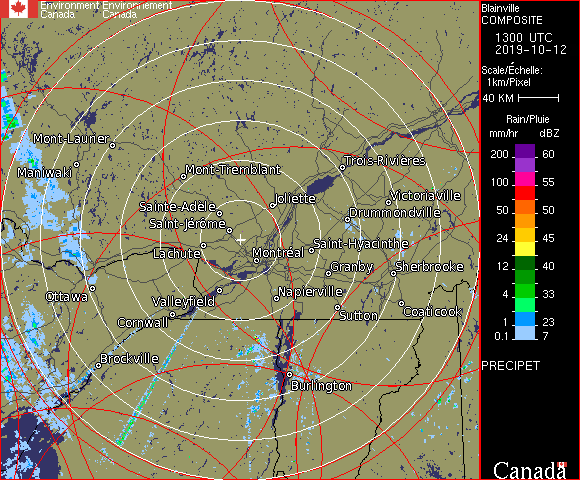 Environment Environnement
Canada Canada
Blainville
COMPOSITE
1300 UTC
2019-10-12
Scale/Échelle:
1km/Pixel
40 KM
Rain/Pluie
mm/hr dBZ
200 60
100 55
50 50
24 45
12 40
4 33
1 23
0.1 7
PRECIPET
Canada
Mont-Laurier
Maniwaki
Mont-Tremblant
Trois-Rivières
Joliette
Victoriaville
Sainte-Adèle
Drummondville
Saint-Jérôme
Saint-Hyacinthe
Lachute
Montréal
Granby
Sherbrooke
Ottawa
Valleyfield
Napierville
Sutton
Coaticook
Cornwall
Brockville
Burlington